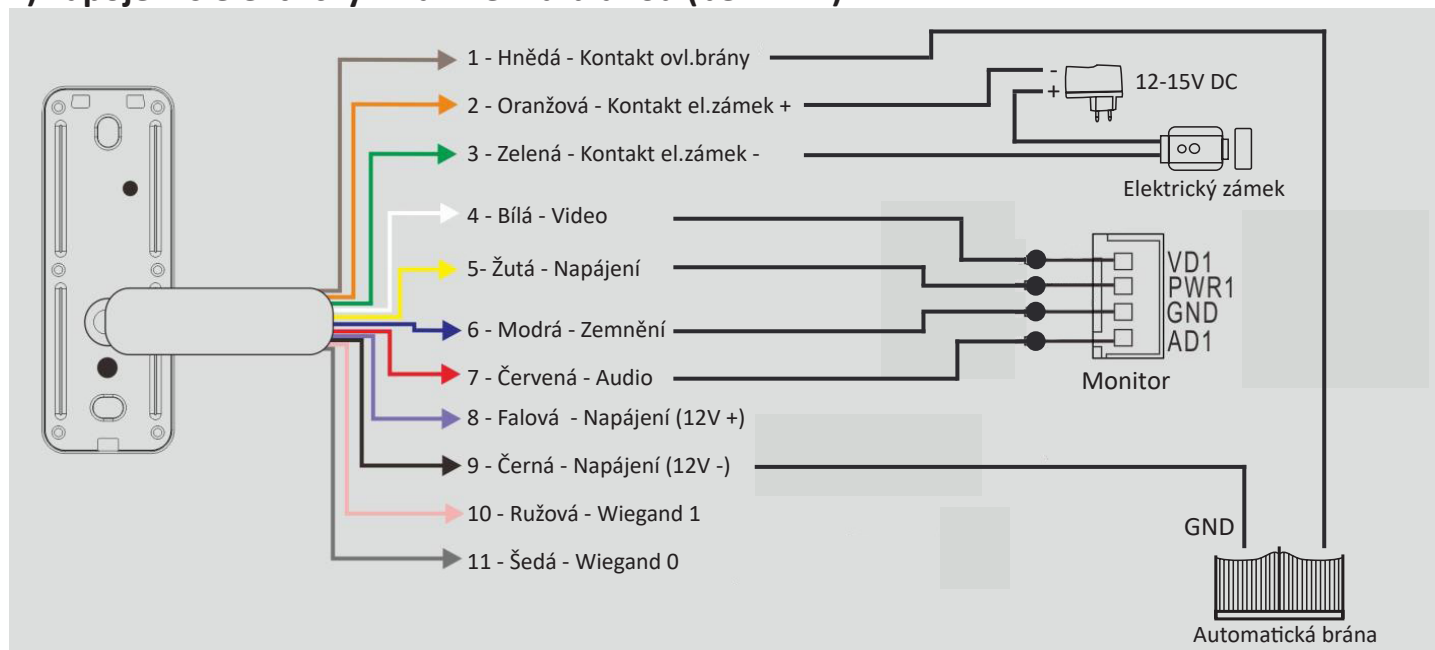 1 - Hnědá - Kontakt ovl.brány
2 - Oranžová - Kontakt el.zámek +
3 - Zelená - Kontakt el.zámek -
4 - Bílá - Video
5- Žutá - Napájení
6 - Modrá - Zemnění
7 - Červená - Audio
8 - Falová - Napájení (12V +)
9 - Černá - Napájení (12V -)
10 - Ružová - Wiegand 1
11 - Šedá - Wiegand 0
-
+
12-15V DC
Elektrický zámek
VD1
PWR1
GND
AD1
Monitor
GND
Automatická brána